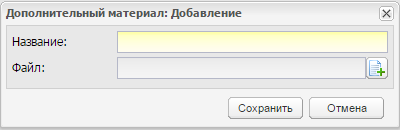 Дополнительный материал: Добавление
Название:
Файл:
Сохранить Отмена